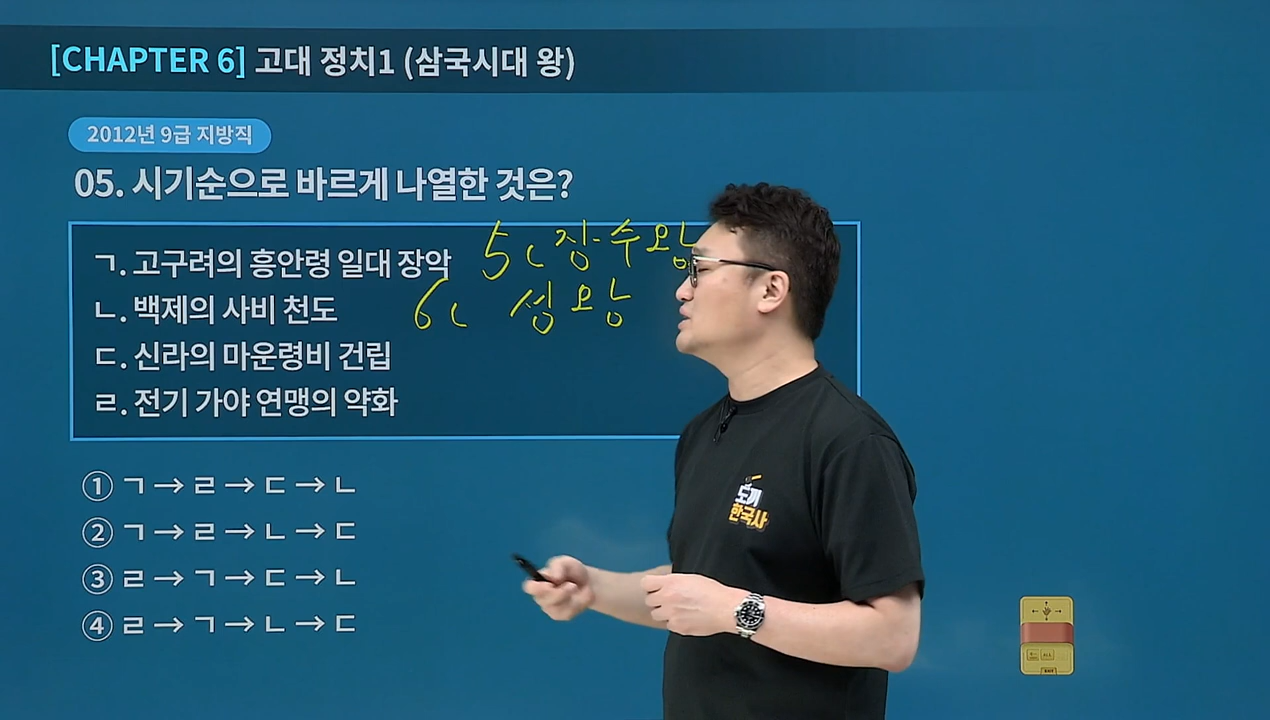 [CHAPTER 6] 고대 정치1 (삼국시대 왕)
2012년 9급 지방직
05. 시기순으로 바르게 나열한 것은?
ㄱ. 고구려의 흥안령 일대 장악 5c 장수왕
ㄴ. 백제의 사비 천도 6c 성왕
ㄷ. 신라의 마운령비 건립
ㄹ. 전기 가야 연맹의 약화
① ㄱ → ㄹ → ㄷ → ㄴ
② ㄱ → ㄹ → ㄴ → ㄷ
③ ㄹ → ㄱ → ㄷ → ㄴ
④ ㄹ → ㄱ → ㄴ → ㄷ
도끼
한국사